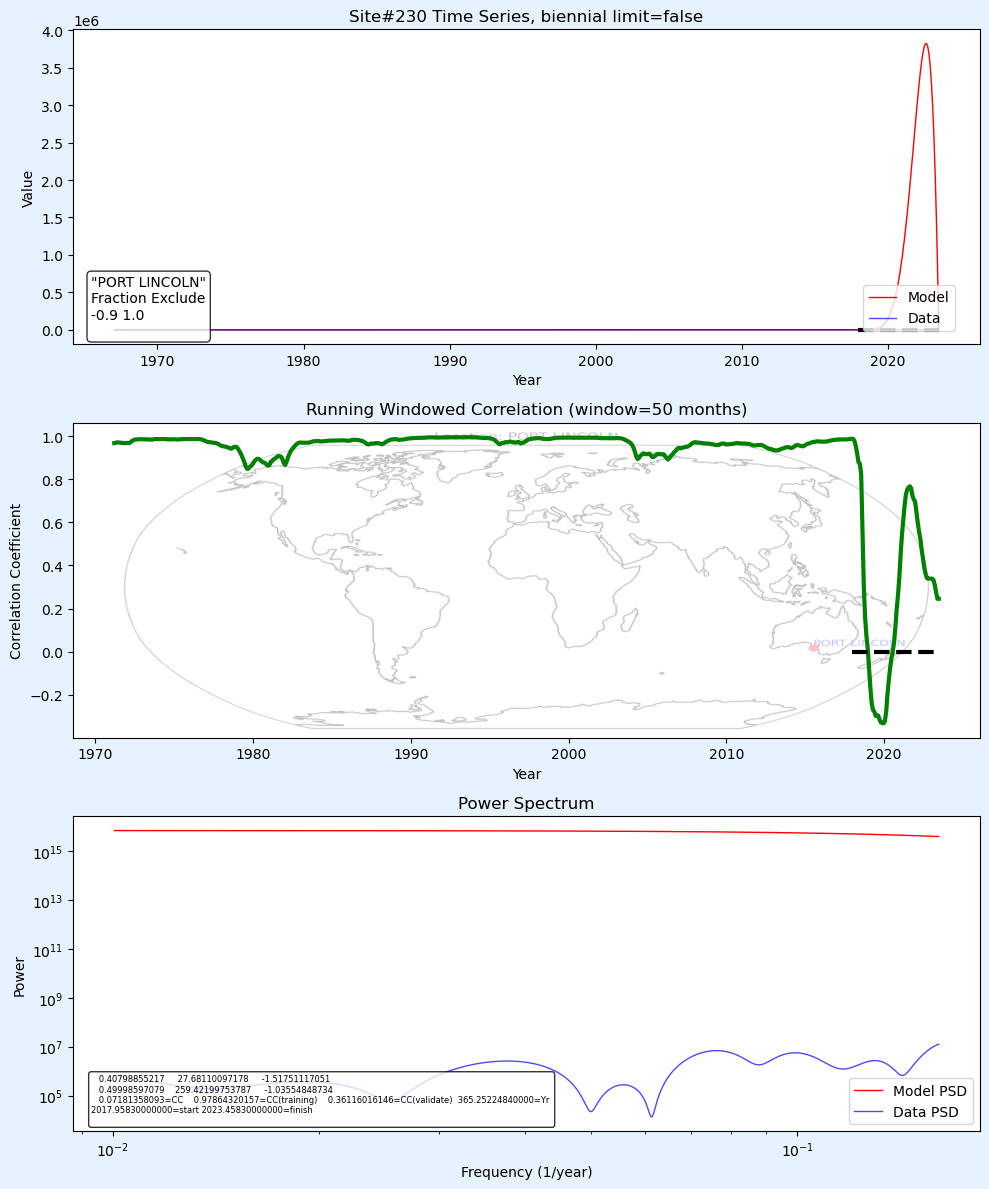 Site#230 Time Series, biennial limit=false
1e6
4.0
3.5
3.0
2.5
2.0
1.5
1.0
0.5
0.0
Value
"PORT LINCOLN"
Fraction Exclude
-0.9 1.0
Model
Data
1970 1980 1990 2000 2010 2020
Year
Running Windowed Correlation (window=50 months)
Location: PORT LINCOLN
1.0
0.8
0.6
0.4
0.2
0.0
−0.2
Correlation Coefficient
PORT LINCOLN
1970 1980 1990 2000 2010 2020
Year
Power Spectrum
10^15
10^13
10^11
10^9
10^7
10^5
Power
0.40798855217 27.68110097178 -1.51751117051
0.49998597079 259.42199753787 -1.03554848734
0.07181358093=CC 0.97864320157=CC(training) 0.36116016146=CC(validate) 365.25224840000=Yr
2017.95830000000=start 2023.45830000000=finish
Model PSD
Data PSD
10^−2 10^−1
Frequency (1/year)